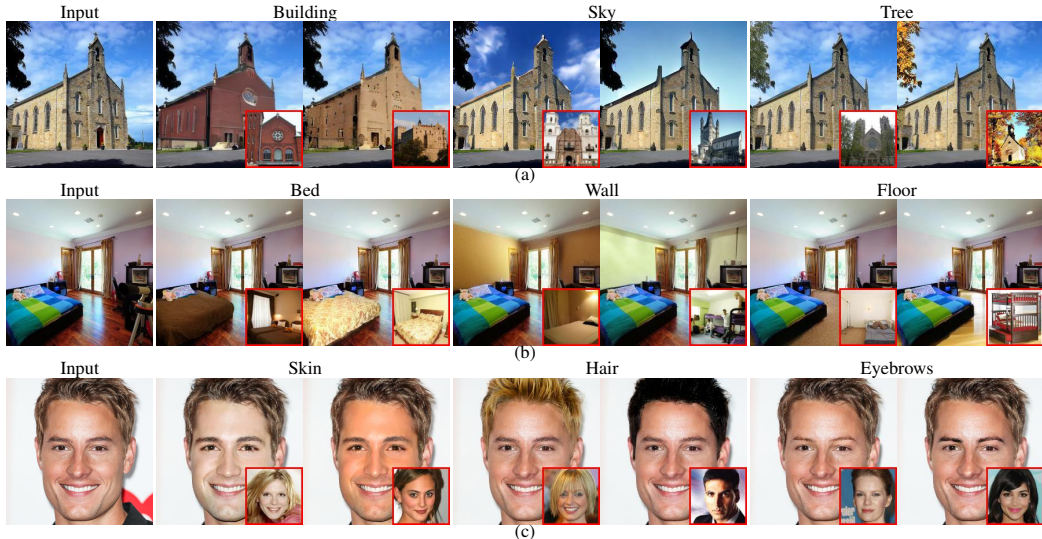 Input Building Sky Tree
(a)
Input Bed Wall Floor
(b)
Input Skin Hair Eyebrows
(c)